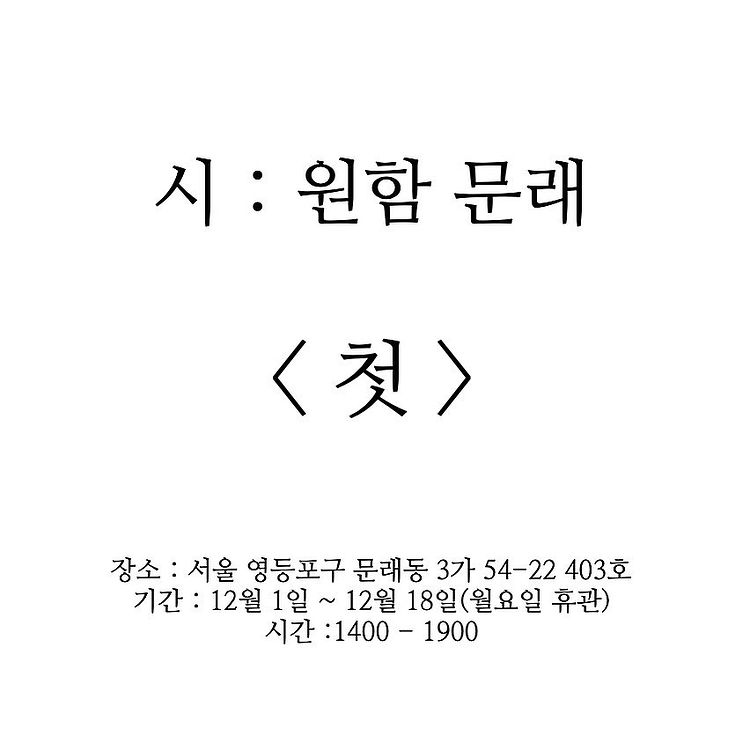 시 : 원함 문래
〈 첫 〉
장소 : 서울 영등포구 문래동 3가 54-22 403호
기간 : 12월 1일 ~ 12월 18일(월요일 휴관)
시간 :1400 - 1900